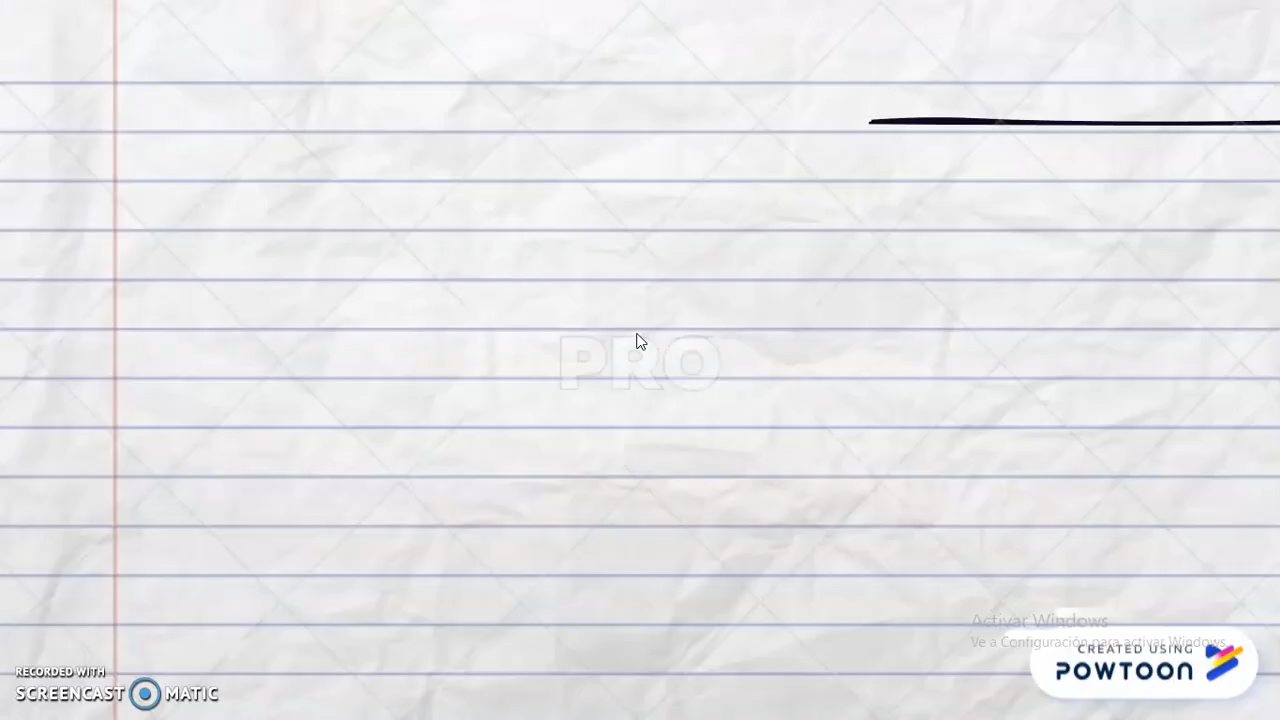 PRO
Activar Windows
Ve a Configuración para activar Windows.
CREATED USING
POWTOON
RECORDED WITH
SCREENCAST MATIC